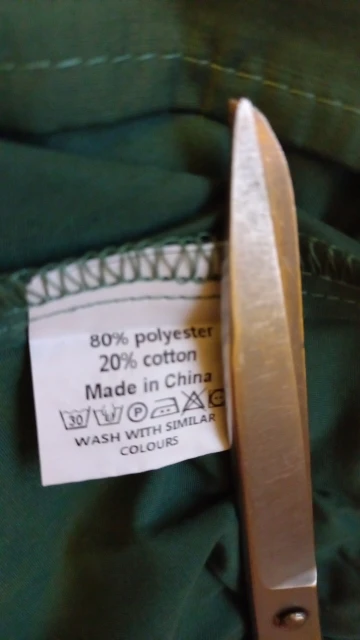 80% polyester
20% cotton
Made in China
30 P
WASH WITH SIMILAR
COLOURS